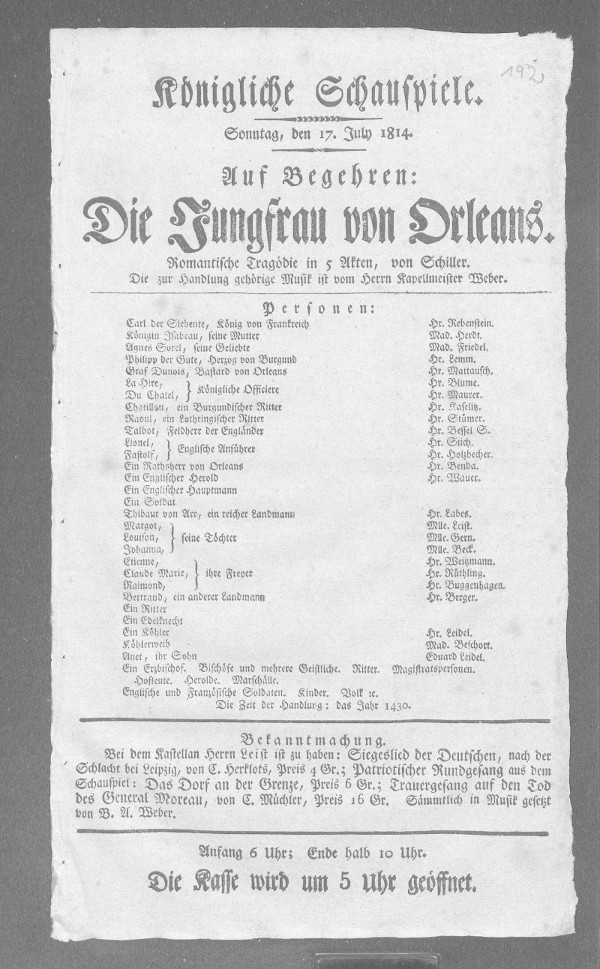 192
Königliche Schauspiele.
Sonntag, den 17. July 1814.
Auf Begehren:
Die Jungfrau von Orleans.
Romantische Tragödie in 5 Akten, von Schiller.
Die zur Handlung gehörige Musik ist vom Herrn Kapellmeister Weber.
Personen:
Carl der Siebente, König von Frankreich Hr. Rebenstein.
Königin Isabeau, seine Mutter Mad. Herdt.
Agnes Sorel, seine Geliebte Mad. Friedel.
Philipp der Gute, Herzog von Burgund Hr. Lemm.
Graf Dunois, Bastard von Orleans Hr. Mattausch.
La Hire, Hr. Blume.
} Königliche Officiere
Du Chatel, Hr. Maurer.
Chatillon, ein Burgundischer Ritter Hr. Kaselitz.
Raoul, ein Lothringischer Ritter Hr. Stümer.
Talbot, Feldherr der Engländer Hr. Bessel S.
Lionel, Hr. Stich.
} Englische Anführer
Fastolf, Hr. Holzbecher.
Ein Rathsherr von Orleans Hr. Benda.
Ein Englischer Herold Hr. Wauer.
Ein Englischer Hauptmann
Ein Soldat
Thibaut von Arc, ein reicher Landmann Hr. Labes.
Margot, Mlle. Leist.
Louison, } seine Töchter Mlle. Gern.
Johanna, Mlle. Beck.
Etienne, Hr. Weitzmann.
Claude Marie, } ihre Freyer Hr. Rüthling.
Raimond, Hr. Buggenhagen.
Bertrand, ein anderer Landmann Hr. Berger.
Ein Ritter
Ein Edelknecht
Ein Köhler Hr. Leidel.
Köhlerweib Mad. Beschort.
Anet, ihr Sohn Eduard Leidel.
Ein Erzbischof. Bischöfe und mehrere Geistliche. Ritter. Magistratspersonen.
Hofleute. Herolde. Marschälle.
Englische und Französische Soldaten. Kinder. Volk ꝛc.
Die Zeit der Handlung: das Jahr 1430.
Bekanntmachung.
Bei dem Kastellan Herrn Leist ist zu haben: Siegeslied der Deutschen, nach der
Schlacht bei Leipzig, von C. Herklots, Preis 4 Gr.; Patriotischer Rundgesang aus dem
Schauspiel: Das Dorf an der Grenze, Preis 6 Gr.; Trauergesang auf den Tod
des General Moreau, von C. Müchler, Preis 16 Gr. Sämmtlich in Musik gesetzt
von B. A. Weber.
Anfang 6 Uhr; Ende halb 10 Uhr.
Die Kasse wird um 5 Uhr geöffnet.